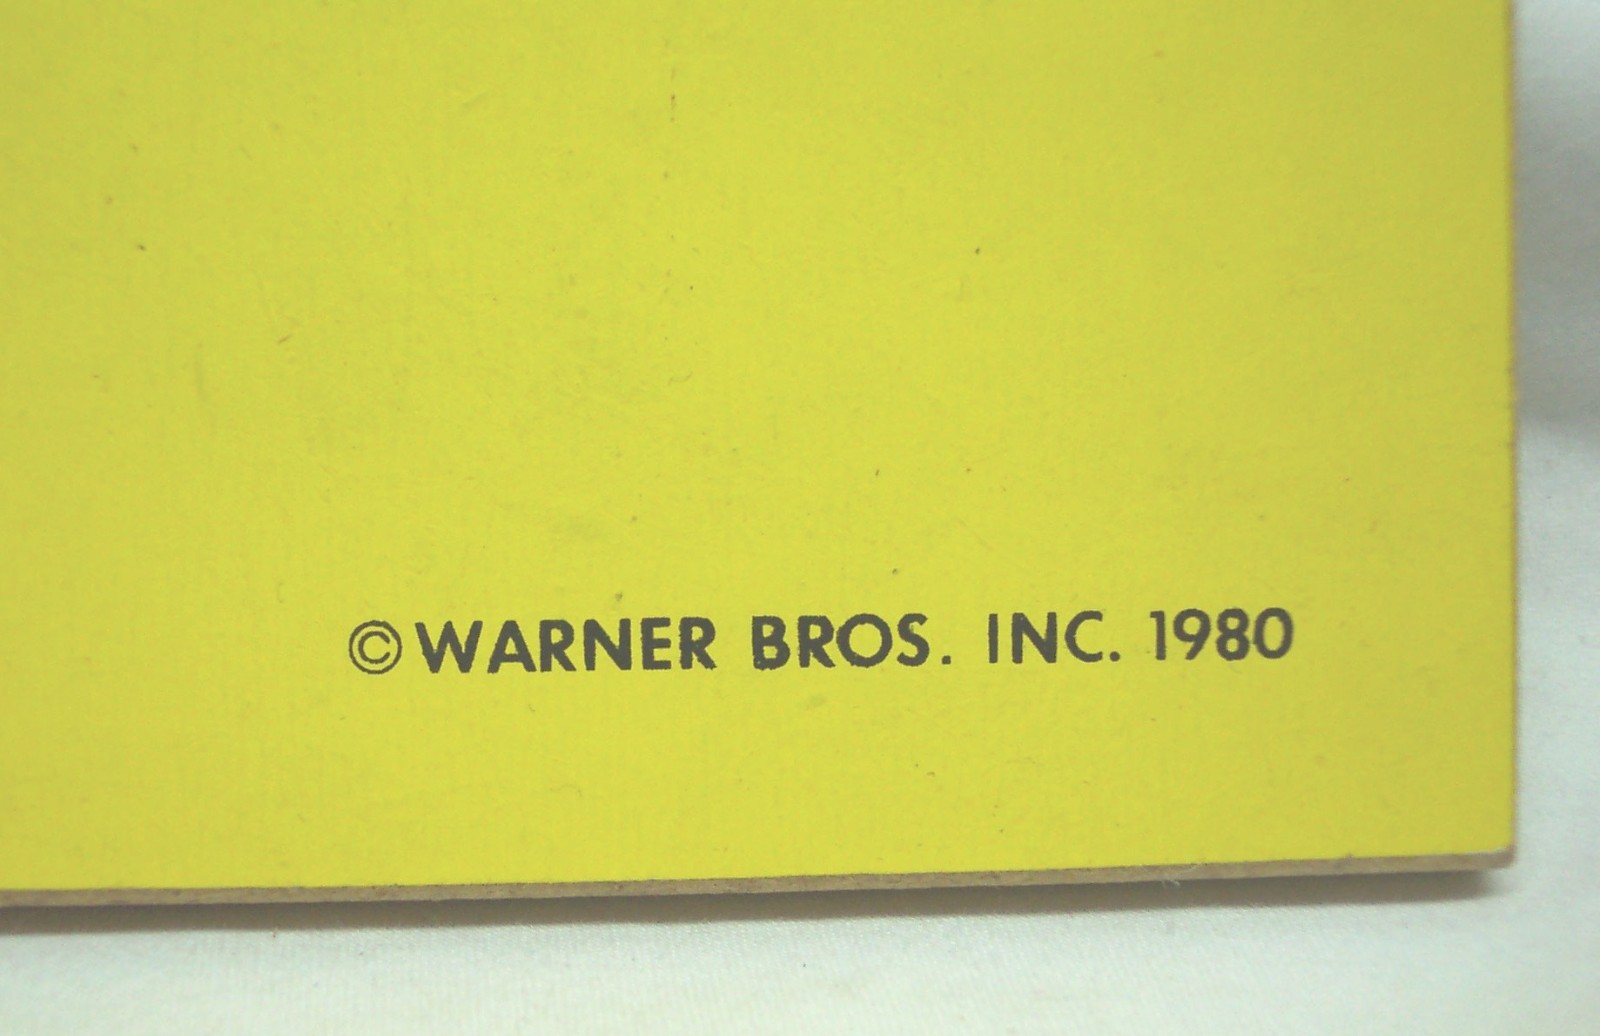 ©WARNER BROS. INC. 1980